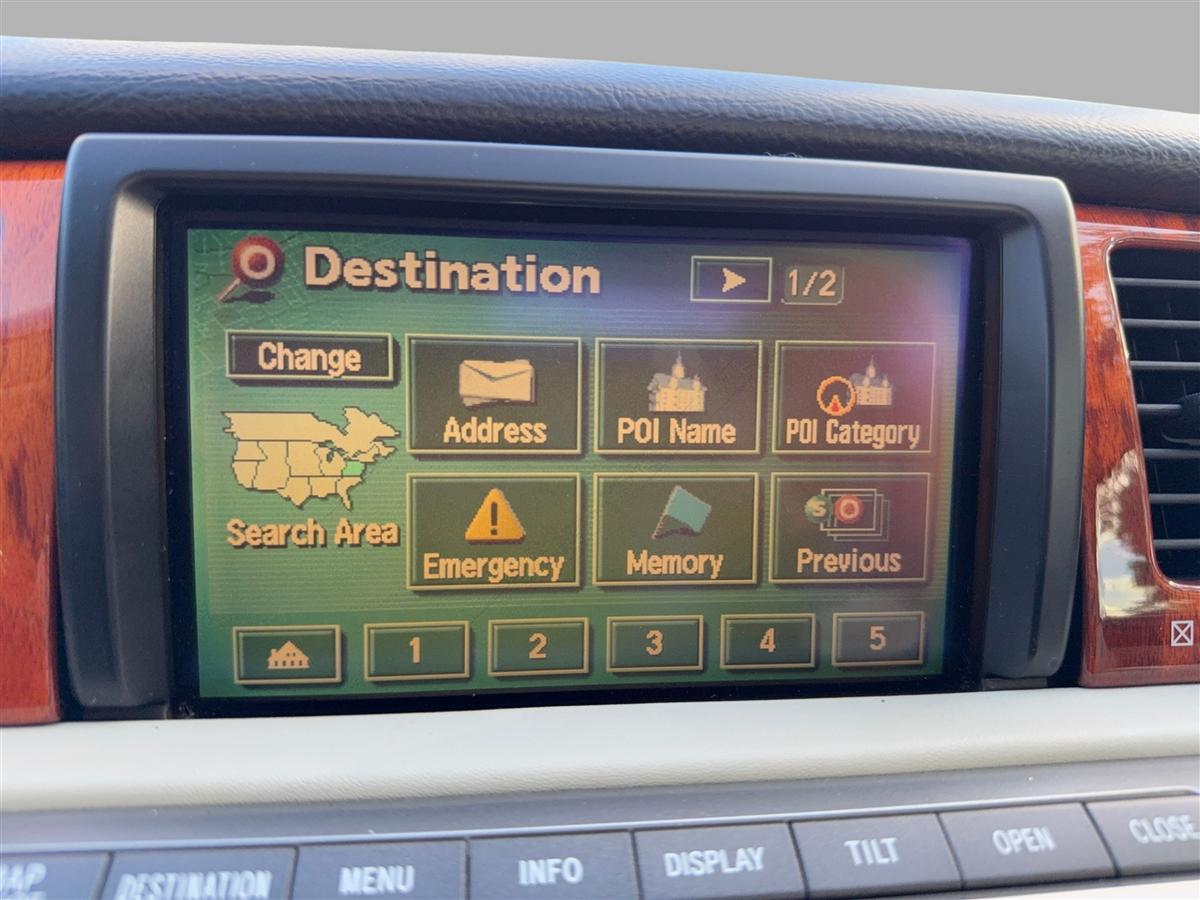 Destination
1/2
Change
Address
POI Name
POI Category
Search Area
Emergency
Memory
S
Previous
1
2
3
4
5
MAP
DESTINATION
MENU
INFO
DISPLAY
TILT
OPEN
CLOSE